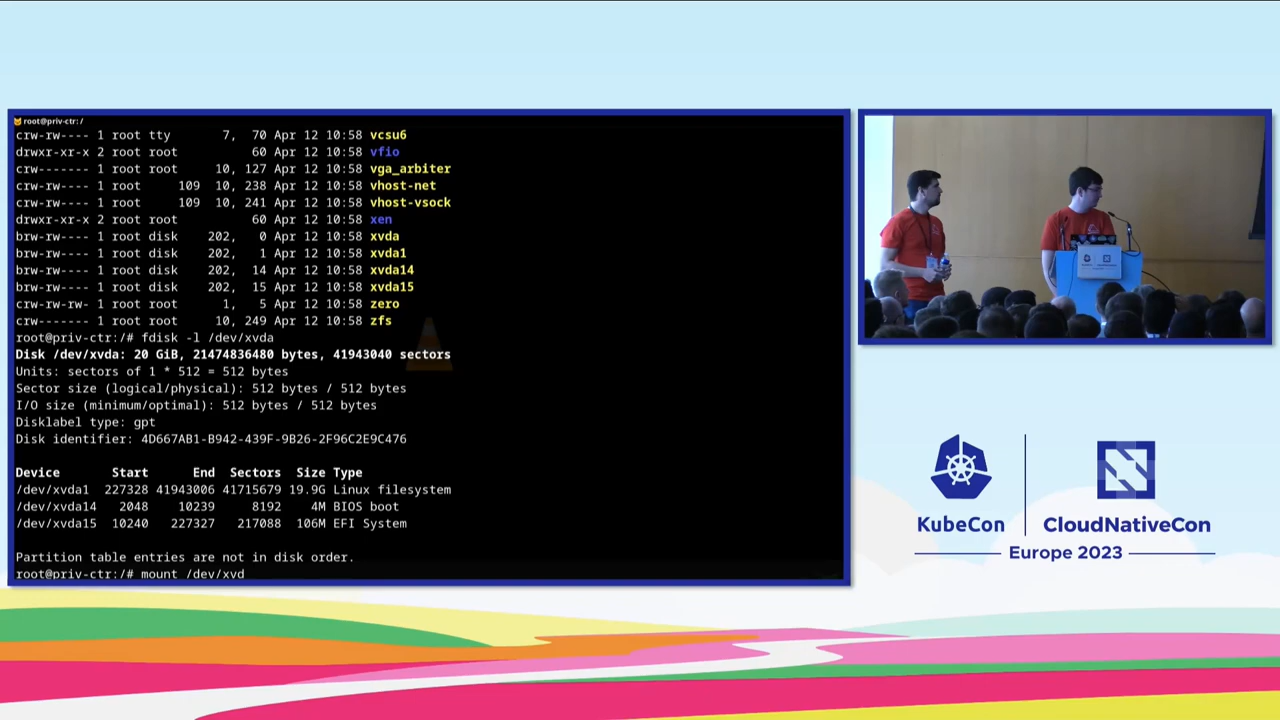 root@priv-ctr: /
crw-rw---- 1 root tty 7, 70 Apr 12 10:58 vcsu6
drwxr-xr-x 2 root root 60 Apr 12 10:58 vfio
crw------- 1 root root 10, 127 Apr 12 10:58 vga_arbiter
crw-rw---- 1 root 109 10, 238 Apr 12 10:58 vhost-net
crw-rw---- 1 root 109 10, 241 Apr 12 10:58 vhost-vsock
drwxr-xr-x 2 root root 60 Apr 12 10:58 xen
brw-rw---- 1 root disk 202, 0 Apr 12 10:58 xvda
brw-rw---- 1 root disk 202, 1 Apr 12 10:58 xvda1
brw-rw---- 1 root disk 202, 14 Apr 12 10:58 xvda14
brw-rw---- 1 root disk 202, 15 Apr 12 10:58 xvda15
crw-rw-rw- 1 root root 1, 5 Apr 12 10:58 zero
crw------- 1 root root 10, 249 Apr 12 10:58 zfs
root@priv-ctr:/# fdisk -l /dev/xvda
Disk /dev/xvda: 20 GiB, 21474836480 bytes, 41943040 sectors
Units: sectors of 1 * 512 = 512 bytes
Sector size (logical/physical): 512 bytes / 512 bytes
I/O size (minimum/optimal): 512 bytes / 512 bytes
Disklabel type: gpt
Disk identifier: 4D667AB1-B942-439F-9B26-2F96C2E9C476
Device Start End Sectors Size Type
/dev/xvda1 227328 41943006 41715679 19.9G Linux filesystem
/dev/xvda14 2048 10239 8192 4M BIOS boot
/dev/xvda15 10240 227327 217088 106M EFI System
Partition table entries are not in disk order.
root@priv-ctr:/# mount /dev/xvd
KubeCon
CloudNativeCon
Europe 2023